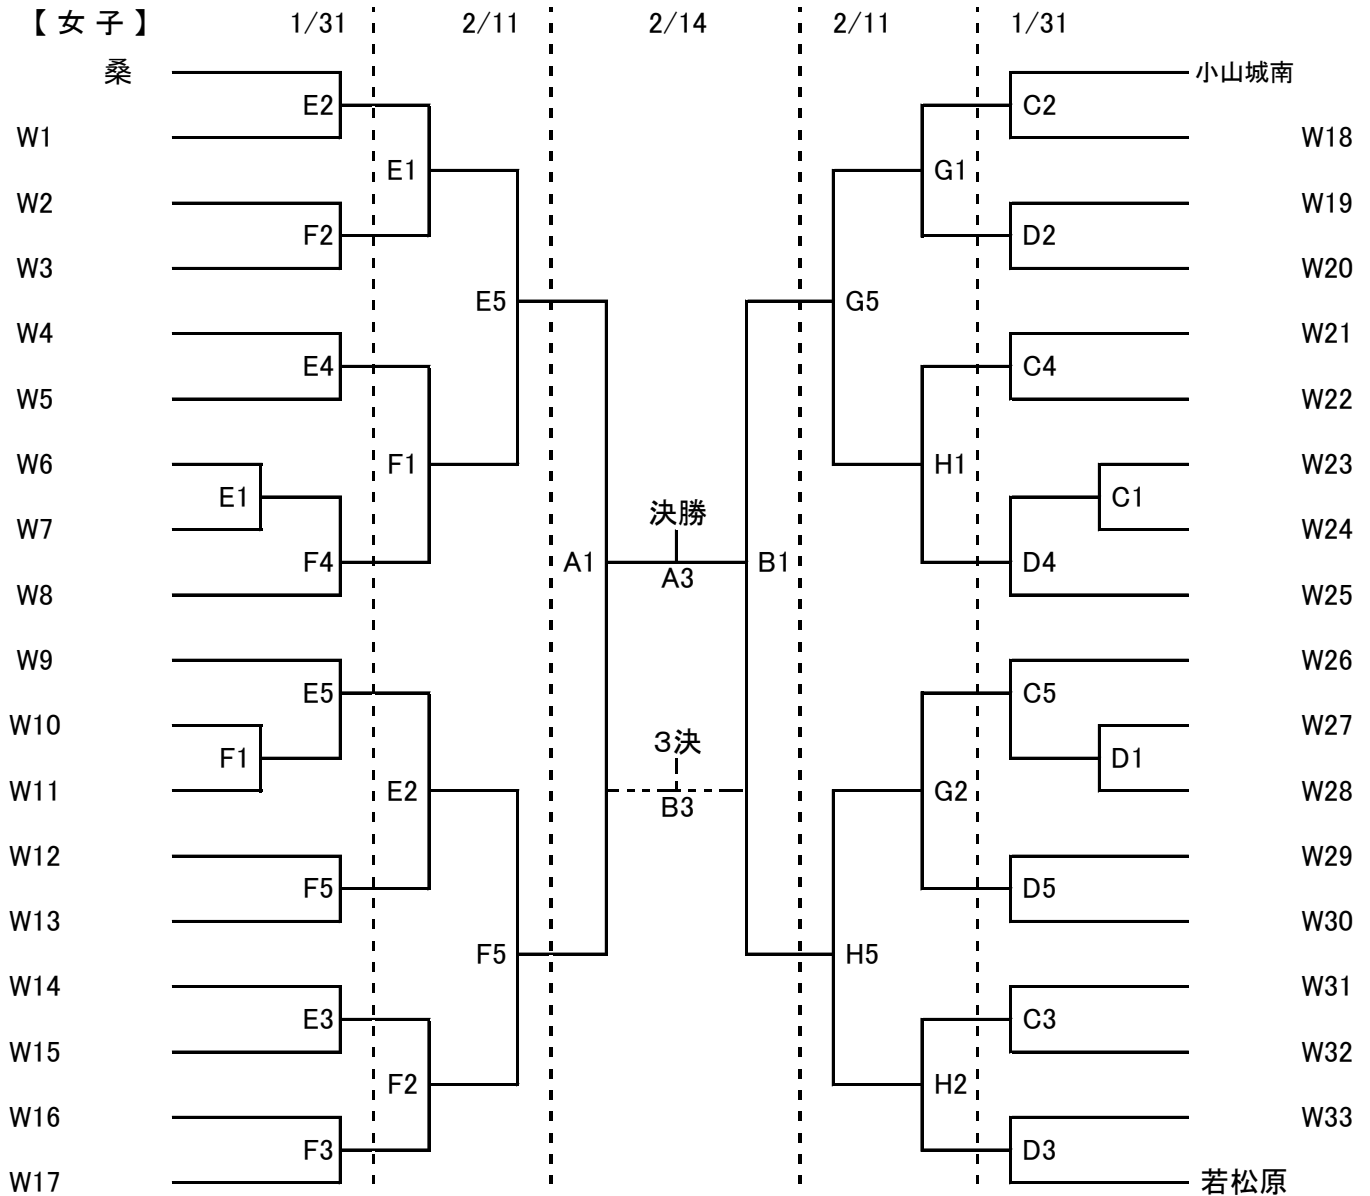 【 女 子 】 1/31 2/11 2/14 2/11 1/31
桑 小山城南
E2 C2
W1 W18
E1 G1
W2 W19
F2 D2
W3 W20
E5 G5
W4 W21
E4 C4
W5 W22
W6 F1 H1 W23
E1 C1
決勝
W7 W24
F4 A1 B1 D4
A3
W8 W25
W9 W26
E5 C5
W10 W27
３決
F1 D1
W11 E2 G2 W28
B3
W12 W29
F5 D5
W13 W30
F5 H5
W14 W31
E3 C3
W15 W32
F2 H2
W16 W33
F3 D3
W17 若松原